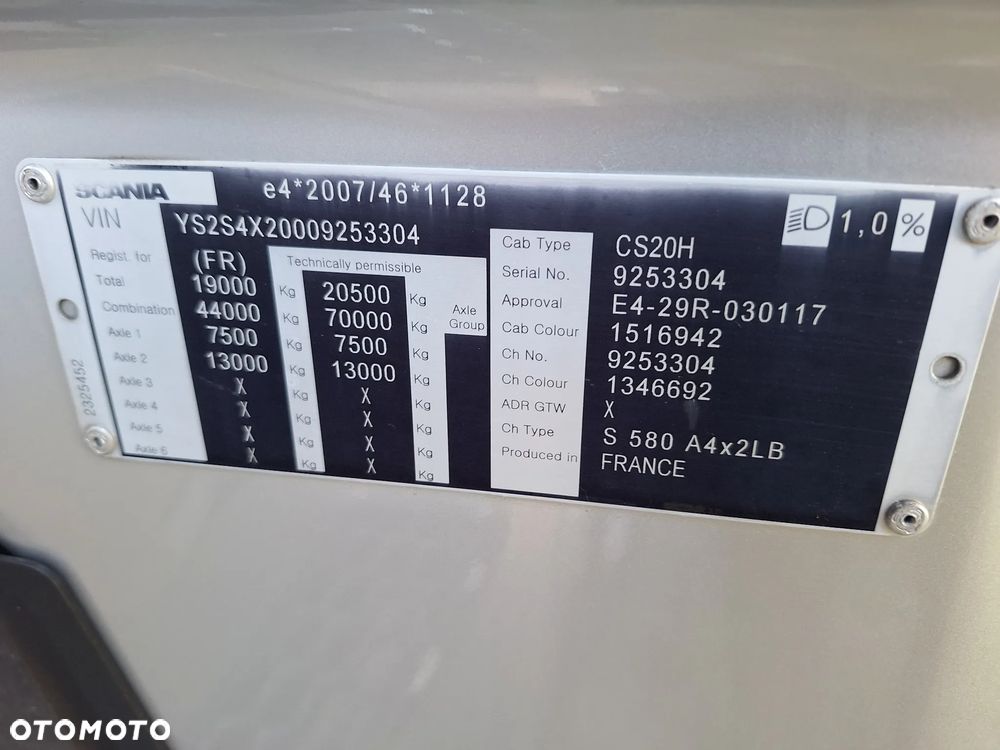 SCANIA e4*2007/46*1128
VIN YS2S4X20009253304
1,0 %
Regist. for (FR) Technically permissible
Total 19000 Kg 20500 Kg
Combination 44000 Kg 70000 Kg
Axle Group
Axle 1 7500 Kg 7500 Kg
Axle 2 13000 Kg 13000 Kg
Axle 3 X Kg X Kg
Axle 4 X Kg X Kg
Axle 5 X Kg X Kg
Axle 6 X Kg X Kg
2325452
Cab Type CS20H
Serial No. 9253304
Approval E4-29R-030117
Cab Colour 1516942
Ch No. 9253304
Ch Colour 1346692
ADR GTW X
Ch Type S 580 A4x2LB
Produced in FRANCE
OTOMOTO